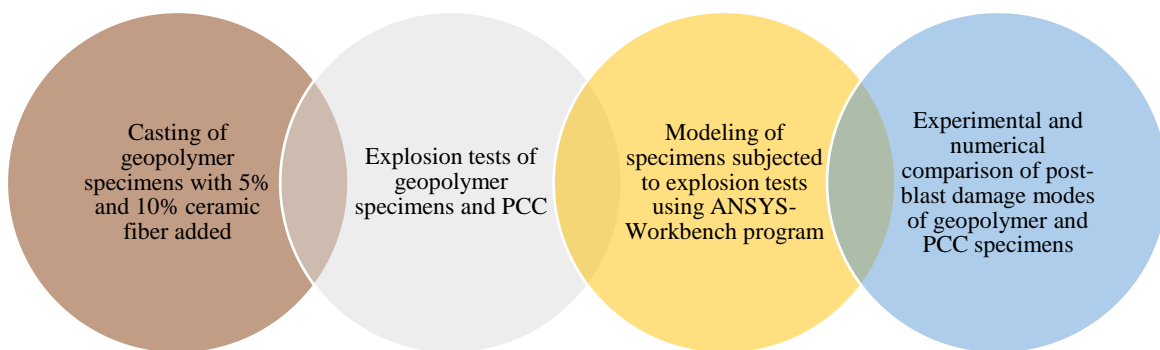 Casting of
geopolymer
specimens with 5%
and 10% ceramic
fiber added
Explosion tests of
geopolymer
specimens and PCC
Modeling of
specimens subjected
to explosion tests
using ANSYS-
Workbench program
Experimental and
numerical
comparison of post-
blast damage modes
of geopolymer and
PCC specimens